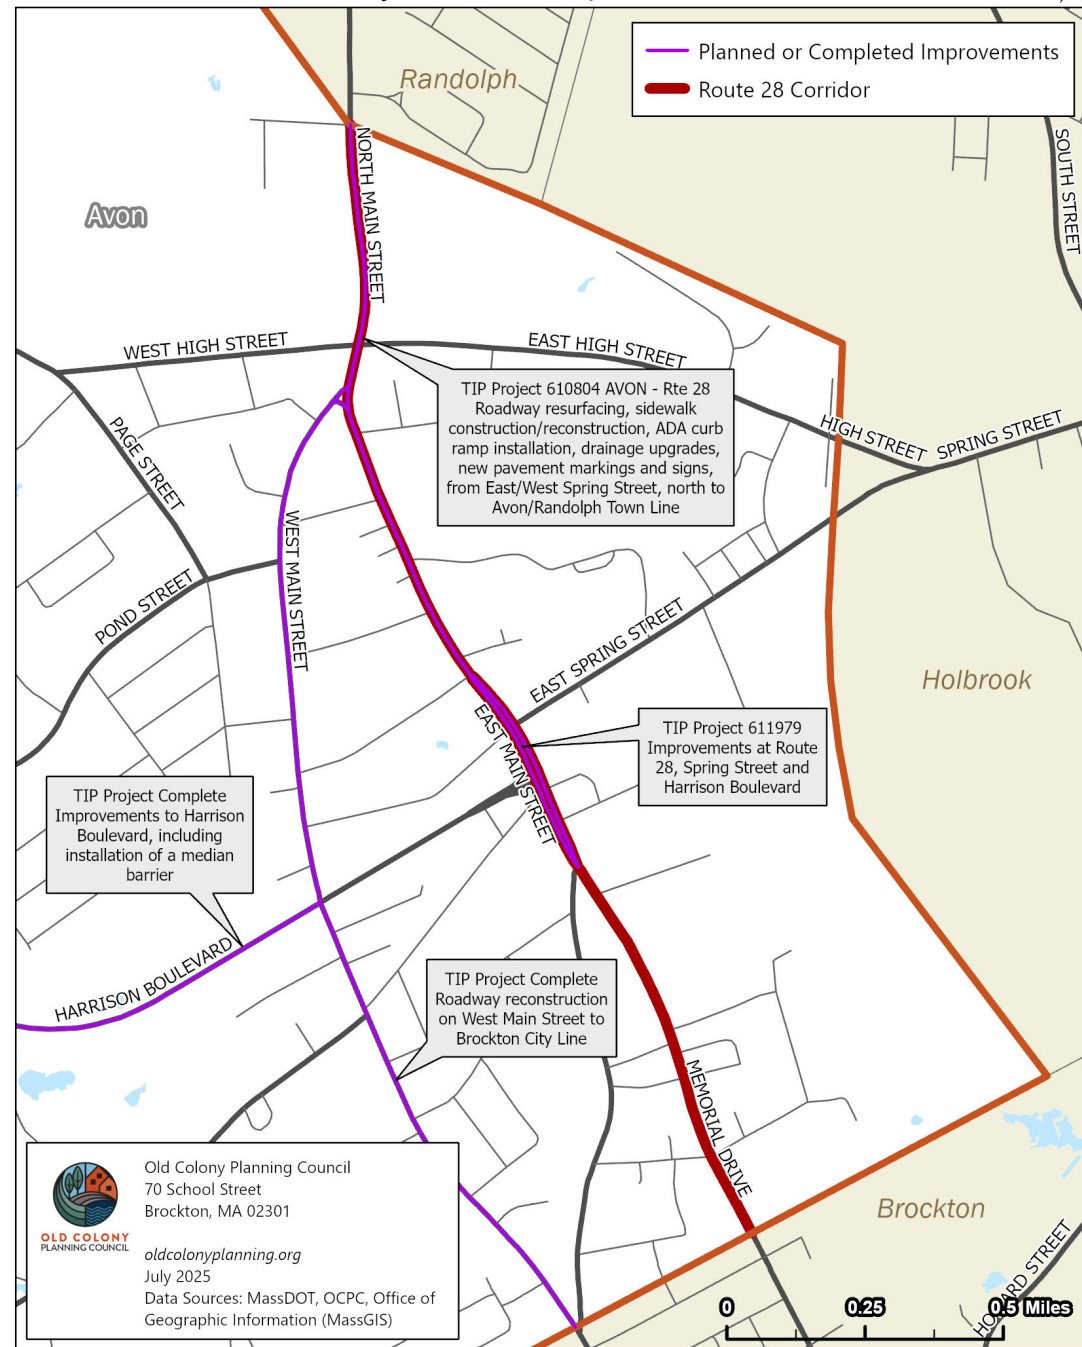 Planned or Completed Improvements
Route 28 Corridor
Randolph
SOUTH STREET
NORTH MAIN STREET
Avon
WEST HIGH STREET
EAST HIGH STREET
TIP Project 610804 AVON - Rte 28
Roadway resurfacing, sidewalk
construction/reconstruction, ADA curb
ramp installation, drainage upgrades,
new pavement markings and signs,
from East/West Spring Street, north to
Avon/Randolph Town Line
HIGH STREET
SPRING STREET
PAGE STREET
WEST MAIN STREET
POND STREET
EAST SPRING STREET
Holbrook
EAST MAIN STREET
TIP Project 611979
Improvements at Route
28, Spring Street and
Harrison Boulevard
TIP Project Complete
Improvements to Harrison
Boulevard, including
installation of a median
barrier
HARRISON BOULEVARD
TIP Project Complete
Roadway reconstruction
on West Main Street to
Brockton City Line
MEMORIAL DRIVE
Brockton
HOWARD STREET
OLD COLONY
PLANNING COUNCIL
Old Colony Planning Council
70 School Street
Brockton, MA 02301
oldcolonyplanning.org
July 2025
Data Sources: MassDOT, OCPC, Office of
Geographic Information (MassGIS)
0 0.25 0.5 Miles